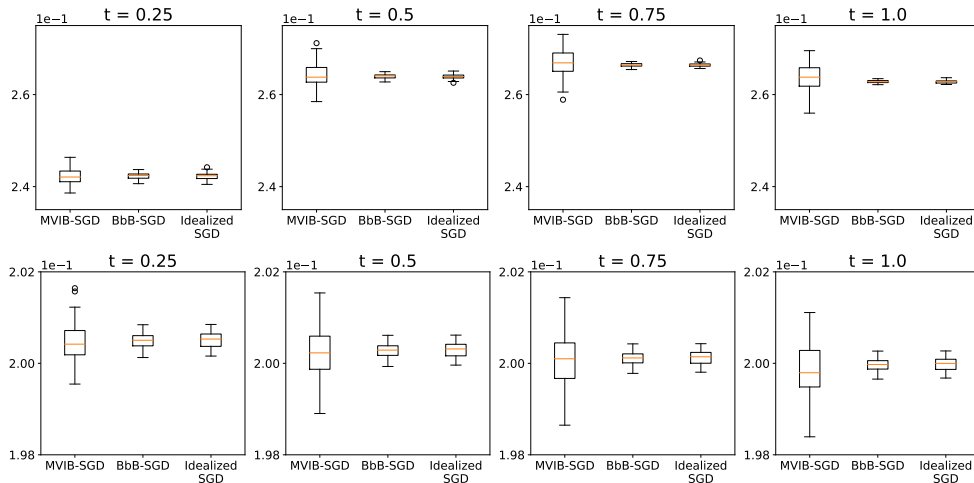 t = 0.25
t = 0.5
t = 0.75
t = 1.0
1e−1
1e−1
1e−1
1e−1
2.6
2.6
2.6
2.6
2.4
2.4
2.4
2.4
MVIB-SGD BbB-SGD Idealized SGD
MVIB-SGD BbB-SGD Idealized SGD
MVIB-SGD BbB-SGD Idealized SGD
MVIB-SGD BbB-SGD Idealized SGD
t = 0.25
t = 0.5
t = 0.75
t = 1.0
1e−1
1e−1
1e−1
1e−1
2.02
2.02
2.02
2.02
2.00
2.00
2.00
2.00
1.98
1.98
1.98
1.98
MVIB-SGD BbB-SGD Idealized SGD
MVIB-SGD BbB-SGD Idealized SGD
MVIB-SGD BbB-SGD Idealized SGD
MVIB-SGD BbB-SGD Idealized SGD